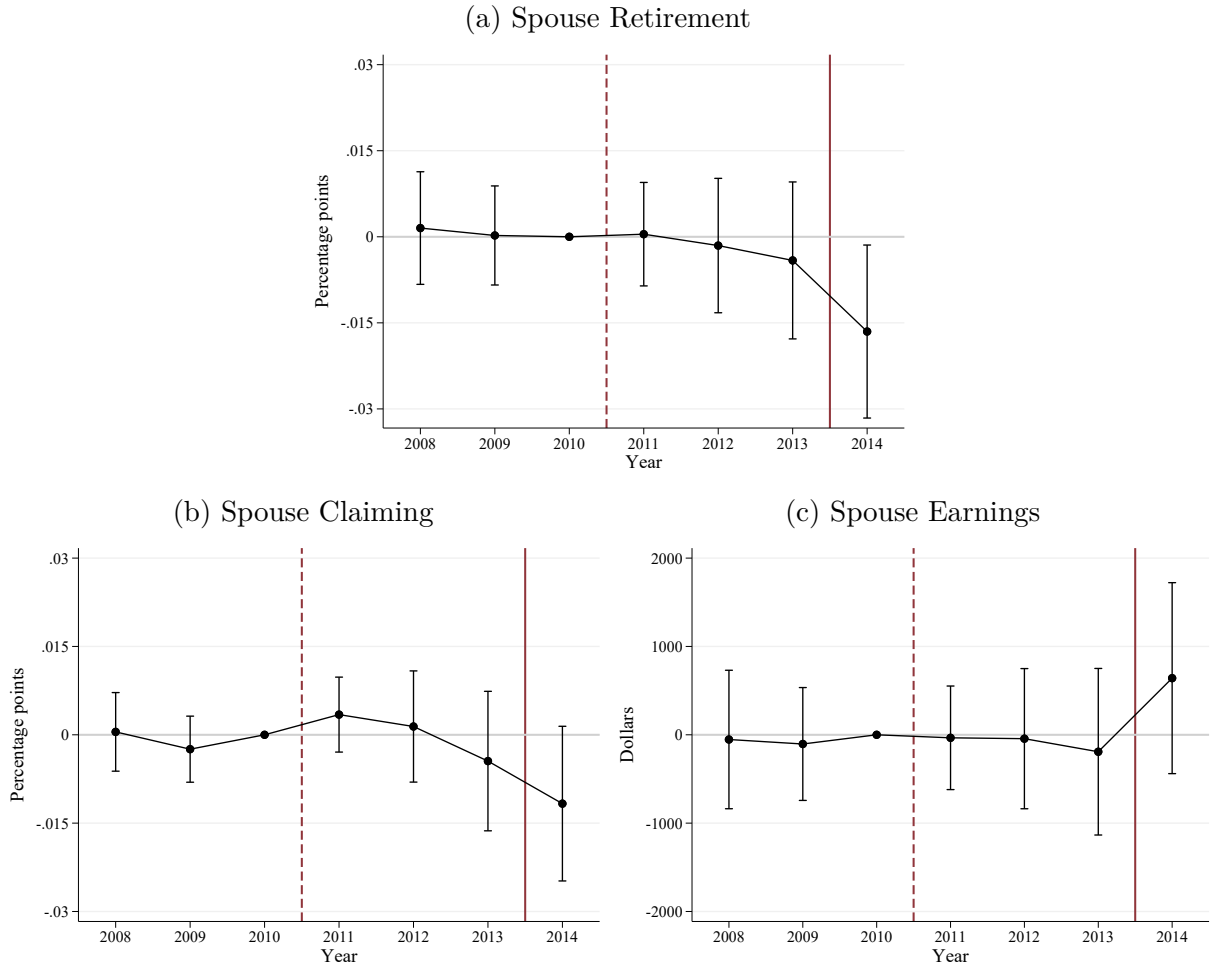 (a) Spouse Retirement
Percentage points
.03
.015
0
-.015
-.03
2008 2009 2010 2011 2012 2013 2014
Year
(b) Spouse Claiming
Percentage points
.03
.015
0
-.015
-.03
2008 2009 2010 2011 2012 2013 2014
Year
(c) Spouse Earnings
Dollars
2000
1000
0
-1000
-2000
2008 2009 2010 2011 2012 2013 2014
Year